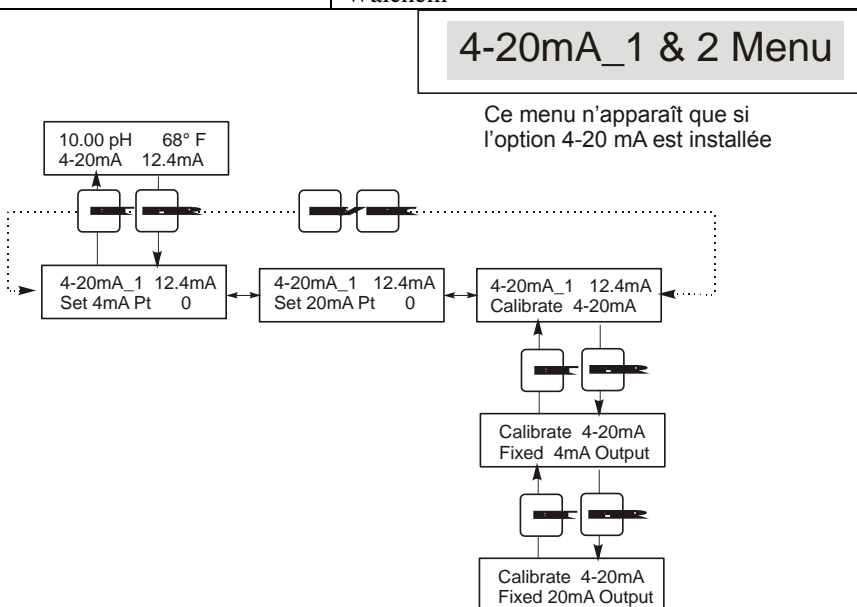 4-20mA_1 & 2 Menu
Ce menu n’apparaît que si
l’option 4-20 mA est installée
10.00 pH 68° F
4-20mA 12.4mA
4-20mA_1 12.4mA
Set 4mA Pt 0
4-20mA_1 12.4mA
Set 20mA Pt 0
4-20mA_1 12.4mA
Calibrate 4-20mA
Calibrate 4-20mA
Fixed 4mA Output
Calibrate 4-20mA
Fixed 20mA Output